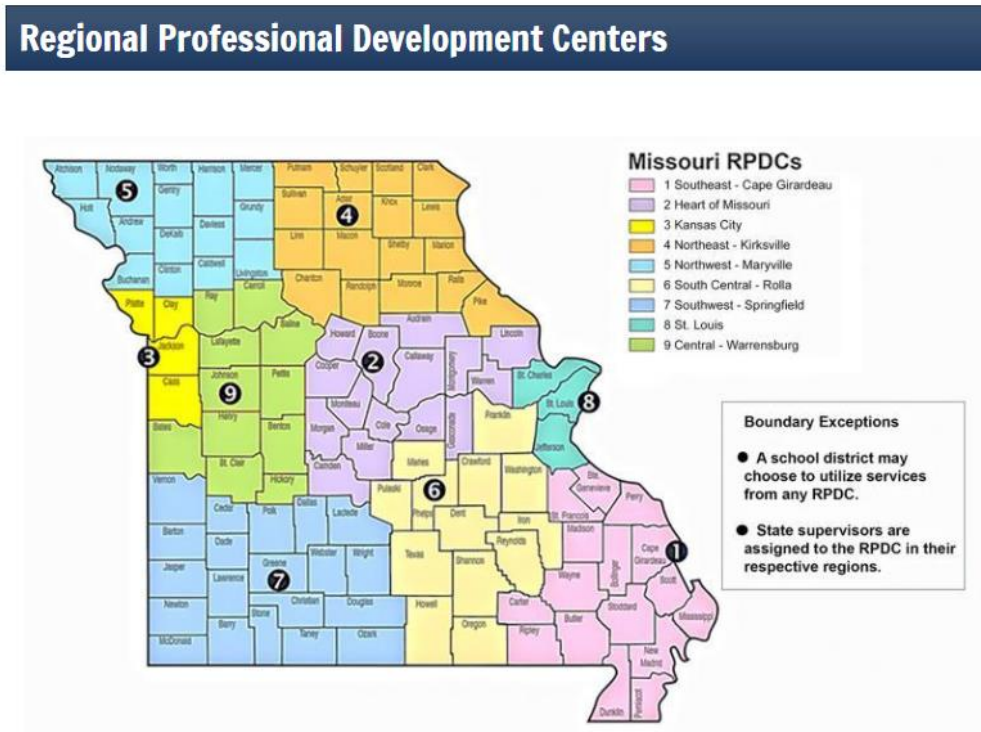 Regional Professional Development Centers
Missouri RPDCs
1 Southeast - Cape Girardeau
2 Heart of Missouri
3 Kansas City
4 Northeast - Kirksville
5 Northwest - Maryville
6 South Central - Rolla
7 Southwest - Springfield
8 St. Louis
9 Central - Warrensburg
Boundary Exceptions
● A school district may
choose to utilize services
from any RPDC.
● State supervisors are
assigned to the RPDC in their
respective regions.
Atchison Nodaway Worth Harrison Mercer Putnam Schuyler Scotland Clark
5
Gentry Sullivan Adair Knox
Holt Andrew Grundy 4 Lewis
DeKalb Daviess Linn Macon Shelby Marion
Buchanan Clinton Caldwell Livingston Chariton Randolph Monroe Ralls
Platte Clay Ray Carroll Pike
Saline Howard Boone Audrain Lincoln
3 Jackson Lafayette Cooper 2 Callaway Montgomery Warren St. Charles
Cass Johnson Pettis St. Louis 8
9 Moniteau Franklin
Bates Henry Benton Morgan Cole Osage Gasconade Jefferson
Miller
St. Clair Hickory Camden Maries Crawford Washington Ste.
Genevieve
Vernon Pulaski 6 Perry
Cedar Polk Dallas Laclede Phelps Dent Iron St. Francois
Barton Dade Reynolds Madison Cape
Girardeau 1
Greene Webster Wright Texas Shannon Bollinger
Jasper Lawrence 7 Wayne Scott
Newton Stone Christian Douglas Howell Carter Stoddard Mississippi
McDonald Barry Taney Ozark Oregon Ripley Butler New
Madrid
Dunklin Pemiscot